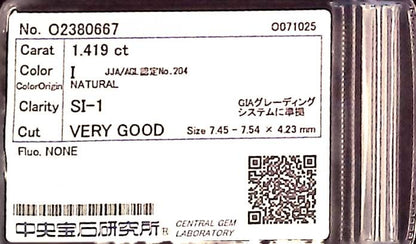 No. O2380667 O071025
Carat 1.419 ct
Color I JJA/AGL認定No.204
ColorOrigin NATURAL
Clarity SI-1 GIAグレーディング
システムに準拠
Cut VERY GOOD Size 7.45 - 7.54 × 4.23 mm
Fluo. NONE
中央宝石研究所® CENTRAL GEM
LABORATORY